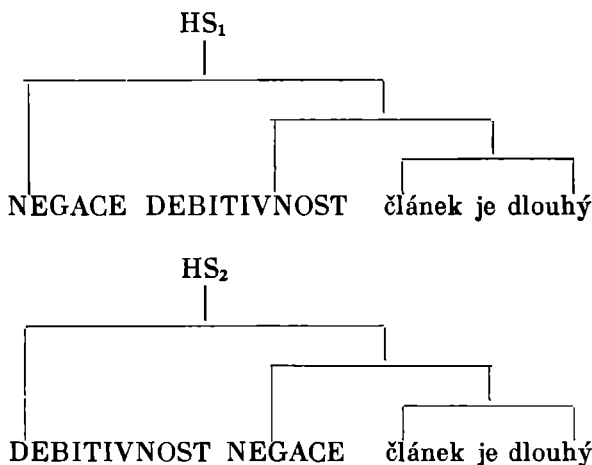 HS₁
NEGACE DEBITIVNOST článek je dlouhý
HS₂
DEBITIVNOST NEGACE článek je dlouhý